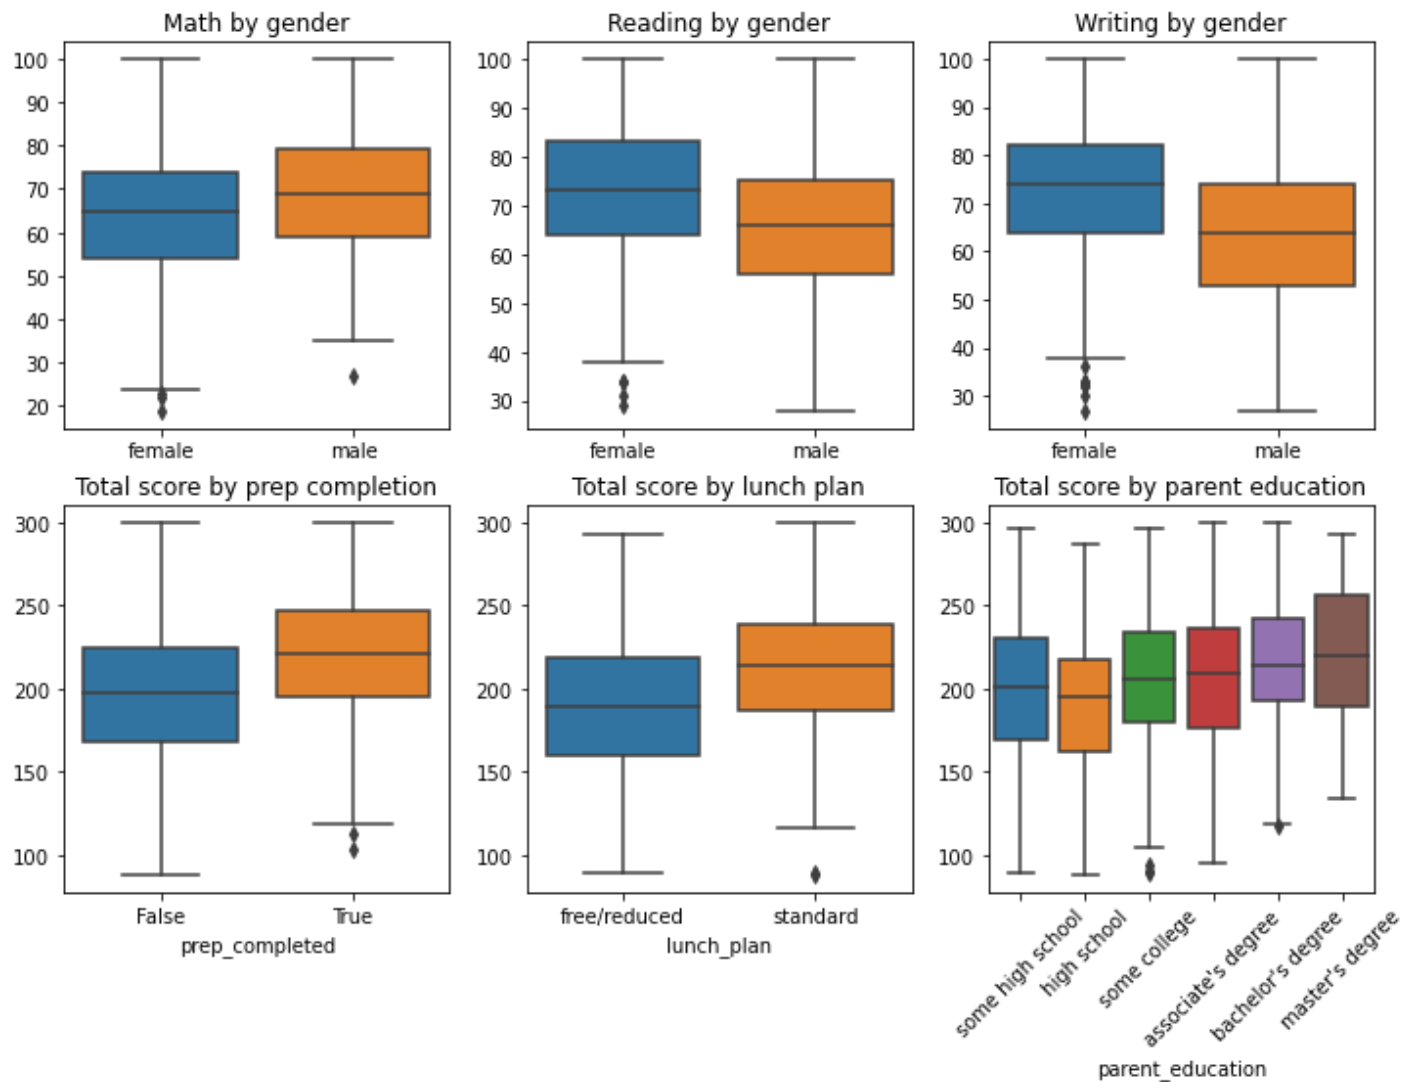 Math by gender
100
90
80
70
60
50
40
30
20
female male
Reading by gender
100
90
80
70
60
50
40
30
female male
Writing by gender
100
90
80
70
60
50
40
30
female male
Total score by prep completion
300
250
200
150
100
False True
prep_completed
Total score by lunch plan
300
250
200
150
100
free/reduced standard
lunch_plan
Total score by parent education
300
250
200
150
100
some high school
high school
some college
associate's degree
bachelor's degree
master's degree
parent_education